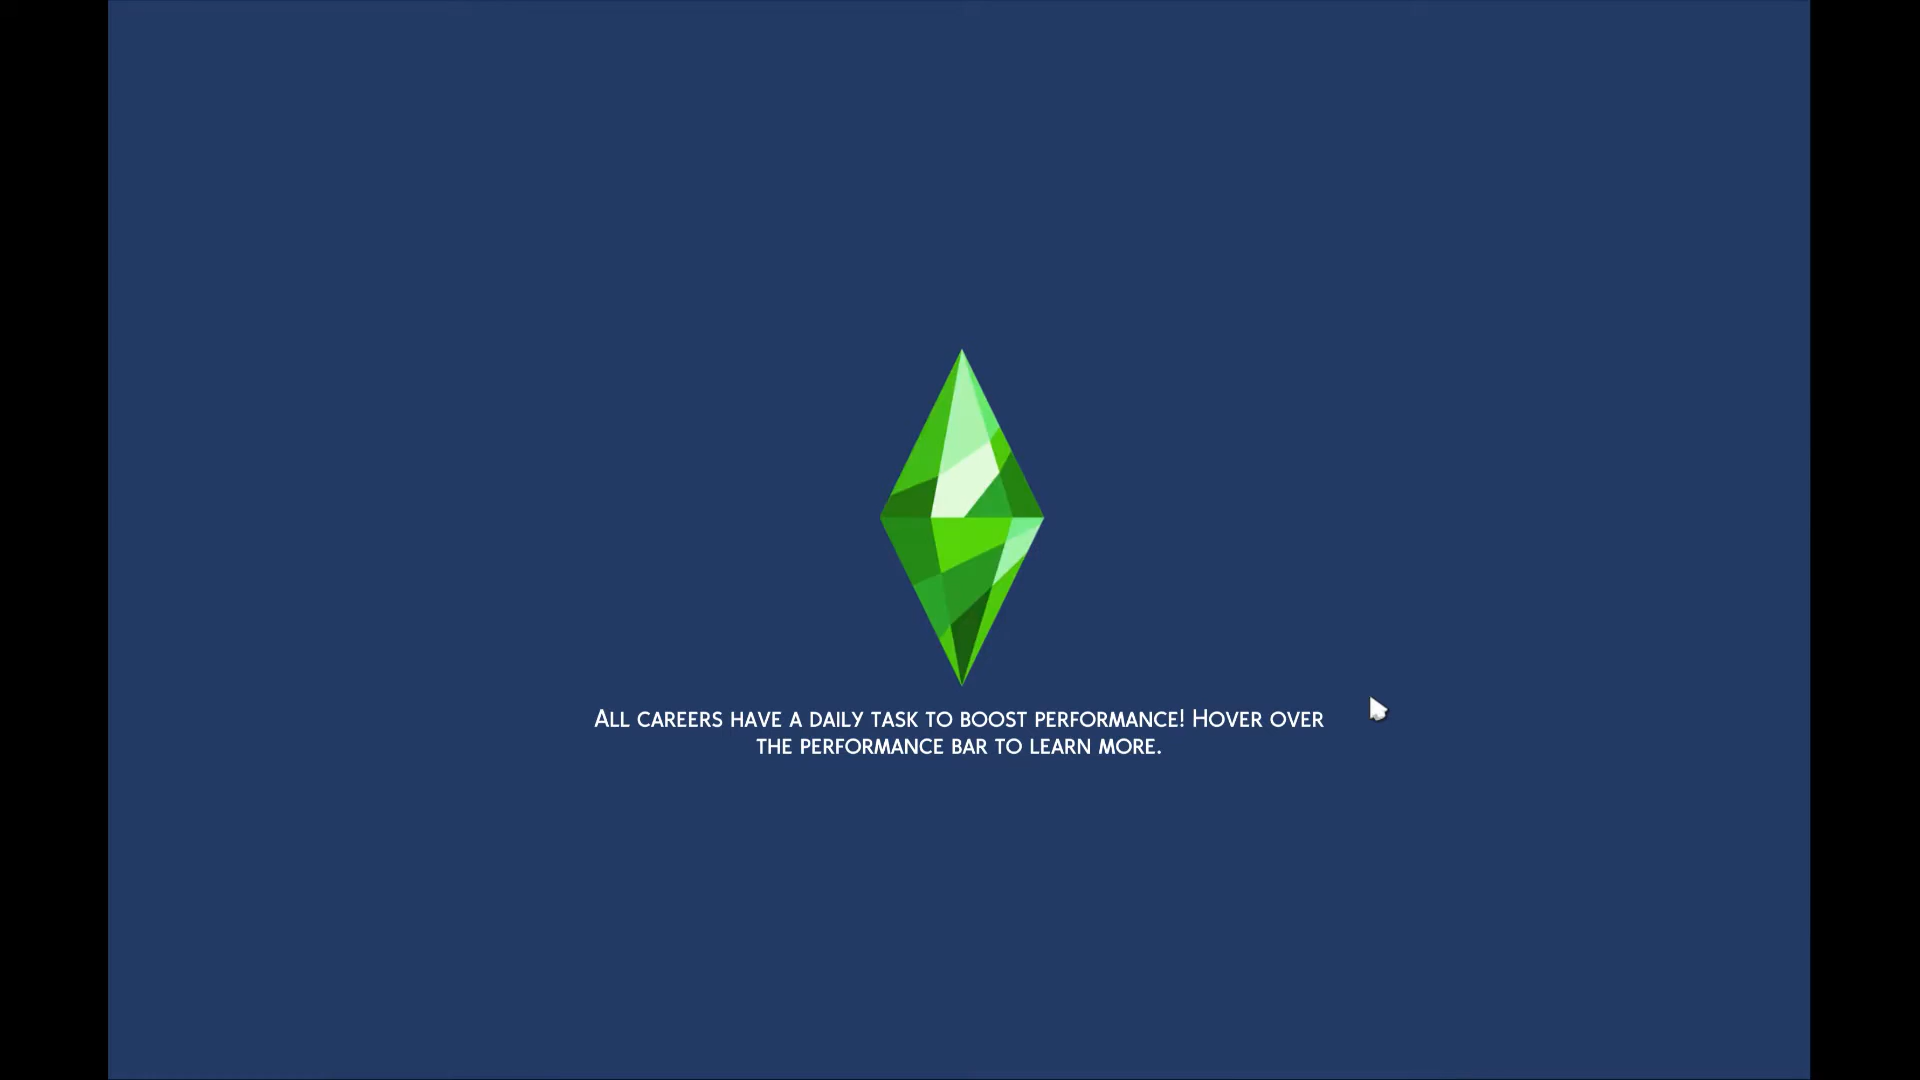 All careers have a daily task to boost performance! Hover over
the performance bar to learn more.